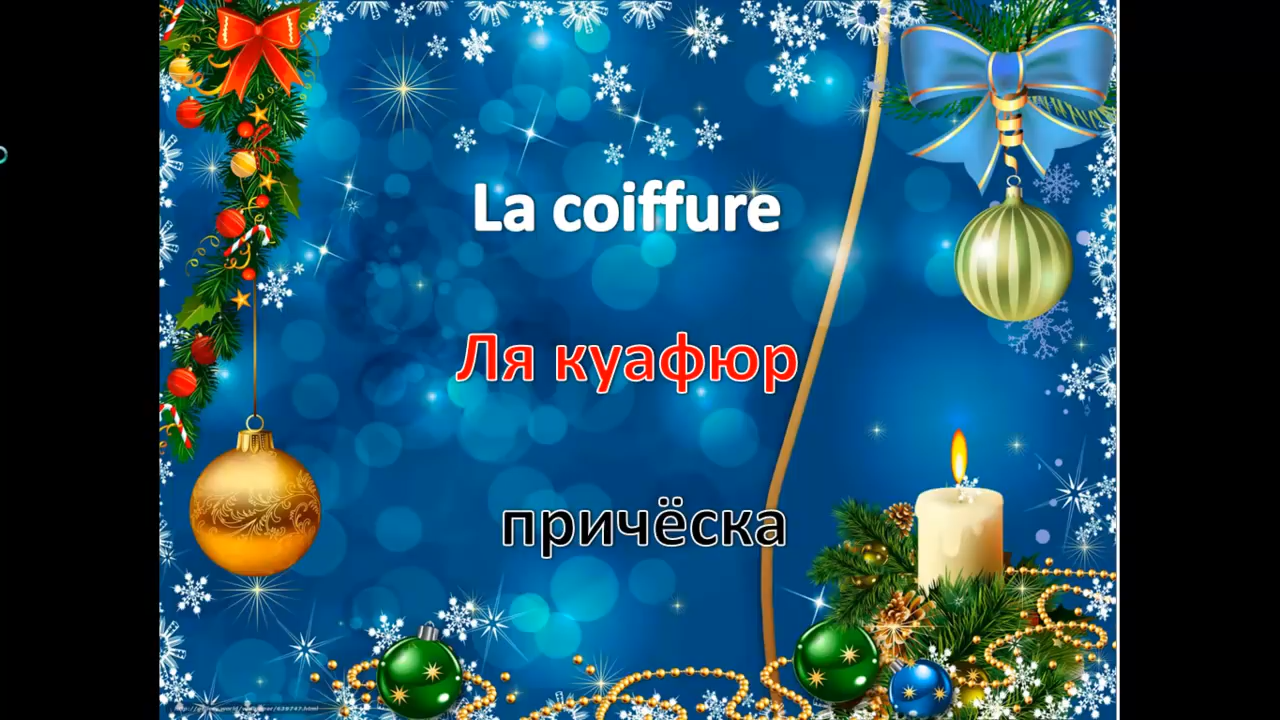 La coiffure
Ля куафюр
причёска